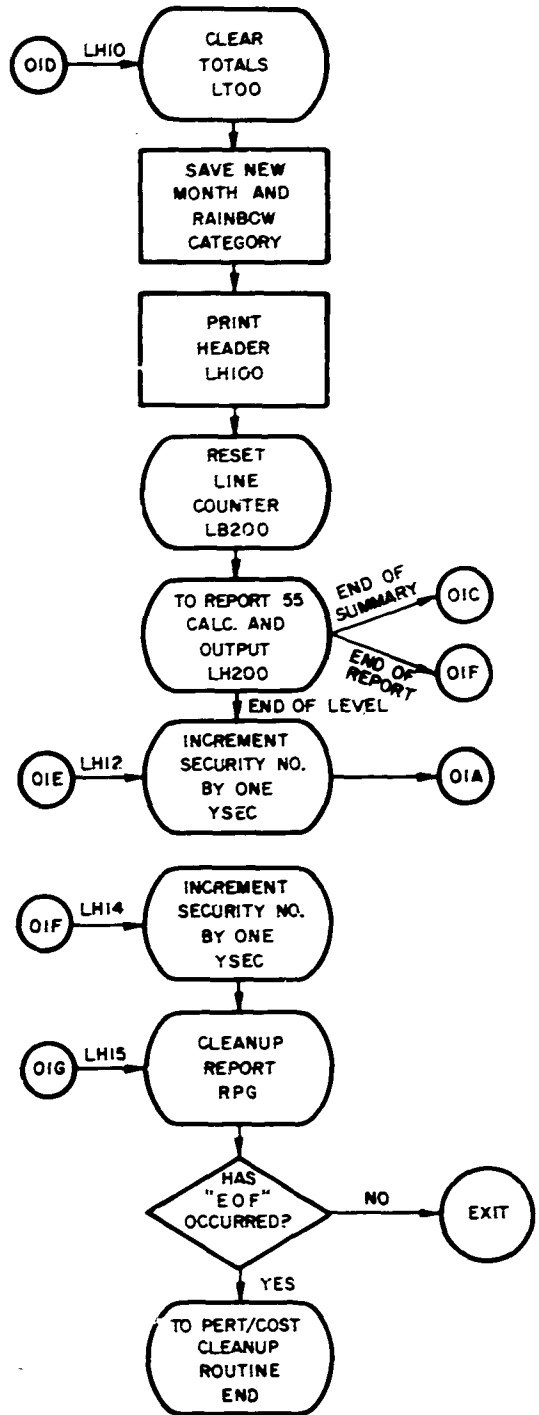 01D
LH10
CLEAR
TOTALS
LT00
SAVE NEW
MONTH AND
RAINBOW
CATEGORY
PRINT
HEADER
LH100
RESET
LINE
COUNTER
LB200
TO REPORT 55
CALC. AND
OUTPUT
LH200
END OF
SUMMARY
01C
END OF
REPORT
01F
END OF LEVEL
01E
LH12
INCREMENT
SECURITY NO.
BY ONE
YSEC
01A
01F
LH14
INCREMENT
SECURITY NO.
BY ONE
YSEC
01G
LH15
CLEANUP
REPORT
RPG
HAS
"EOF"
OCCURRED?
NO
EXIT
YES
TO PERT/COST
CLEANUP
ROUTINE
END